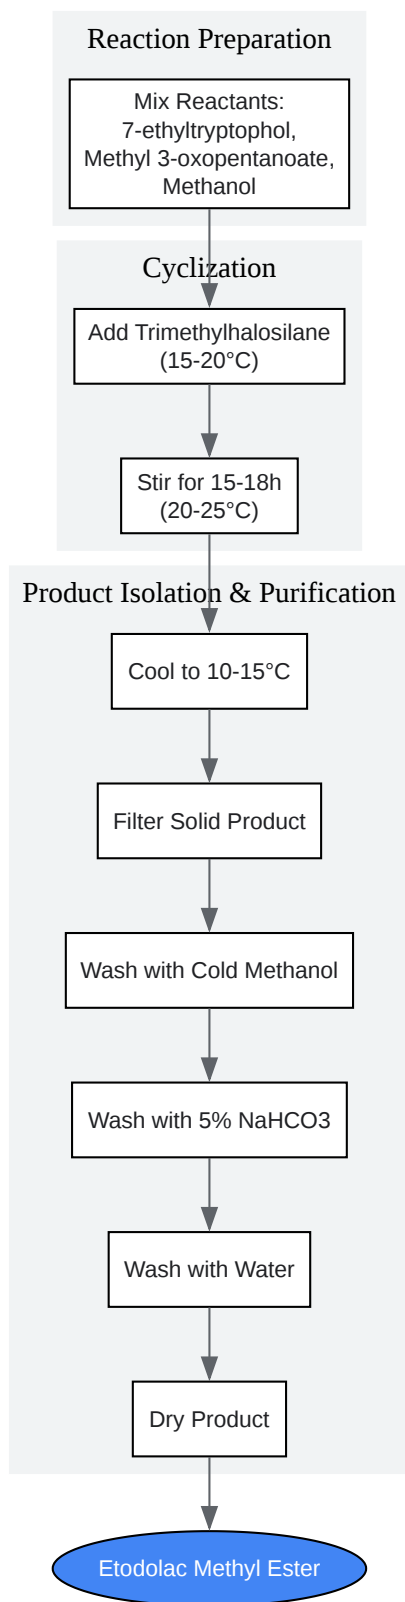 Reaction Preparation
Mix Reactants:
7-ethyltryptophol,
Methyl 3-oxopentanoate,
Methanol
Cyclization
Add Trimethylhalosilane
(15-20°C)
Stir for 15-18h
(20-25°C)
Product Isolation & Purification
Cool to 10-15°C
Filter Solid Product
Wash with Cold Methanol
Wash with 5% NaHCO3
Wash with Water
Dry Product
Etodolac Methyl Ester